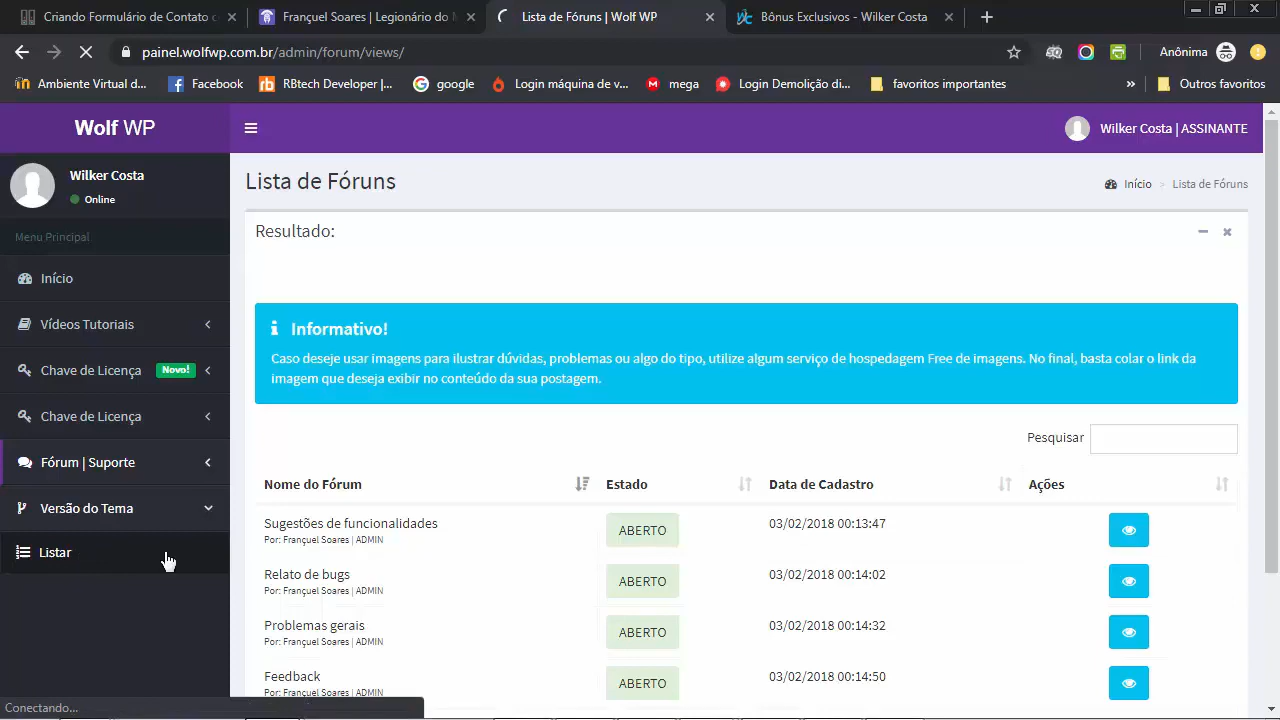 Criando Formulário de Contato c
Françuel Soares | Legionário do M
Lista de Fóruns | Wolf WP
Bônus Exclusivos - Wilker Costa
painel.wolfwp.com.br/admin/forum/views/
Anônima
Ambiente Virtual d...
Facebook
RBtech Developer |...
google
Login máquina de v...
mega
Login Demolição di...
favoritos importantes
»
Outros favoritos
Wolf WP
Wilker Costa | ASSINANTE
Wilker Costa
Online
Menu Principal
Início
Vídeos Tutoriais
Chave de Licença Novo!
Chave de Licença
Fórum | Suporte
Versão do Tema
Listar
Lista de Fóruns
Início > Lista de Fóruns
Resultado:
Informativo!
Caso deseje usar imagens para ilustrar dúvidas, problemas ou algo do tipo, utilize algum serviço de hospedagem Free de imagens. No final, basta colar o link da
imagem que deseja exibir no conteúdo da sua postagem.
Pesquisar
Nome do Fórum Estado Data de Cadastro Ações
Sugestões de funcionalidades ABERTO 03/02/2018 00:13:47
Por: Françuel Soares | ADMIN
Relato de bugs ABERTO 03/02/2018 00:14:02
Por: Françuel Soares | ADMIN
Problemas gerais ABERTO 03/02/2018 00:14:32
Por: Françuel Soares | ADMIN
Feedback ABERTO 03/02/2018 00:14:50
Por: Françuel Soares | ADMIN
Conectando...